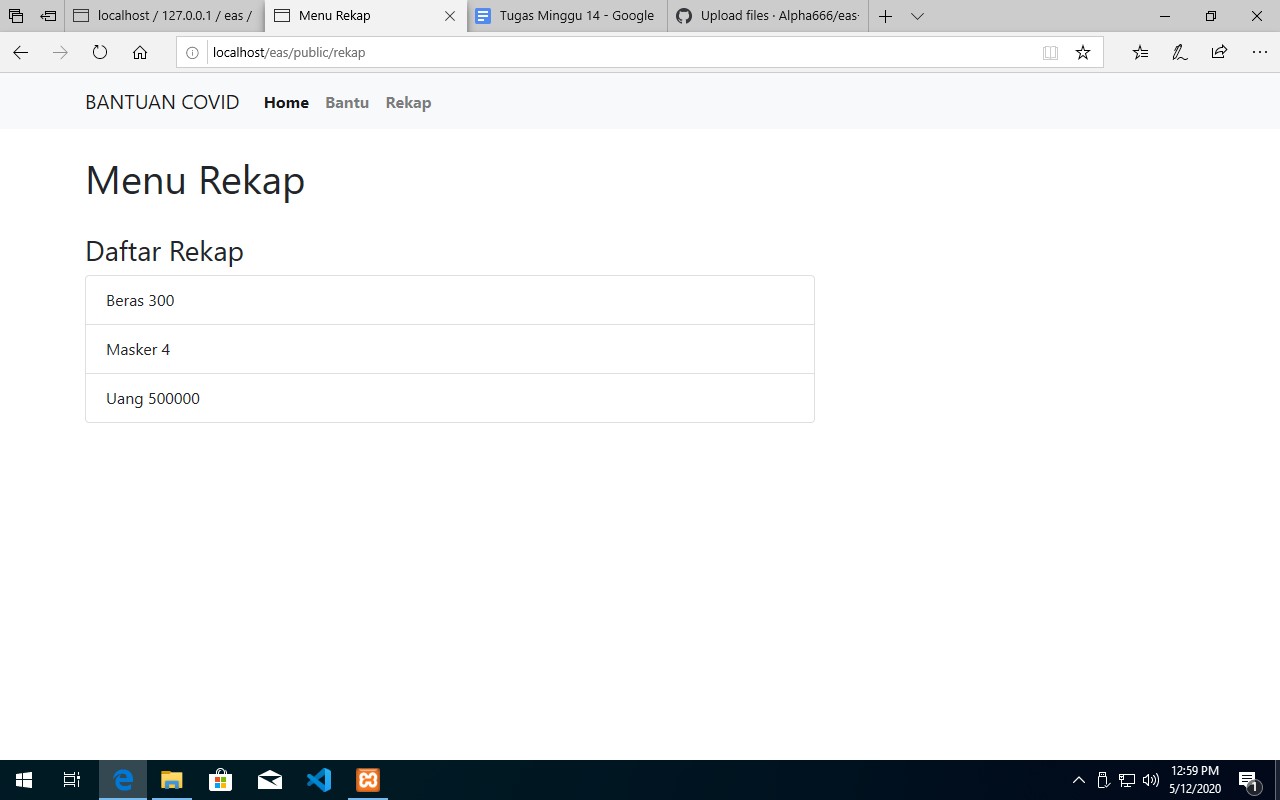 localhost / 127.0.0.1 / eas /
Menu Rekap
Tugas Minggu 14 - Google
Upload files · Alpha666/eas-
localhost/eas/public/rekap
BANTUAN COVID Home Bantu Rekap
Menu Rekap
Daftar Rekap
Beras 300
Masker 4
Uang 500000
12:59 PM
5/12/2020
1